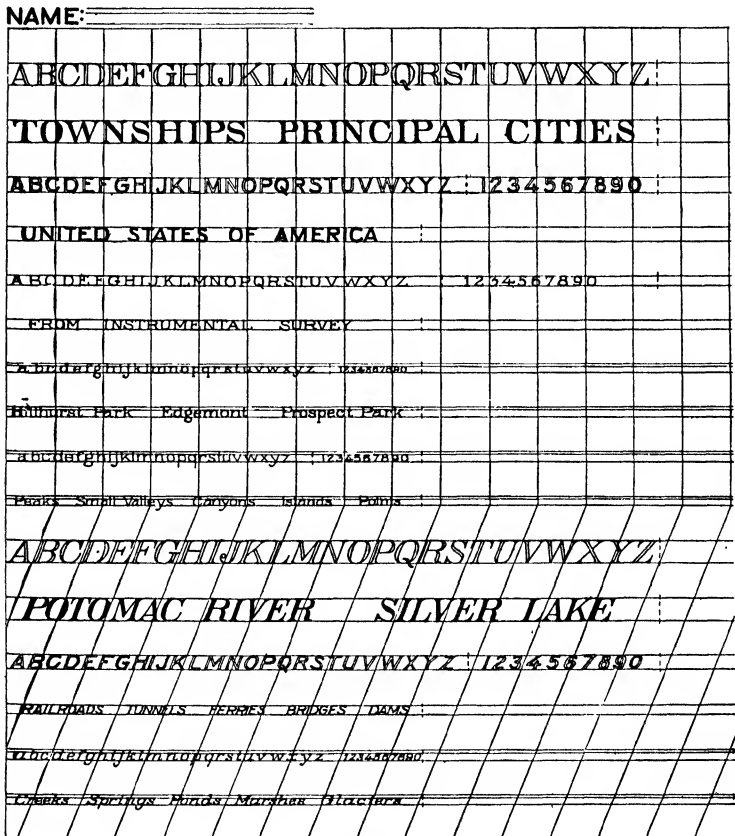 NAME:
ABCDEFGHIJKLMNOPQRSTUVWXYZ
TOWNSHIPS PRINCIPAL CITIES
ABCDEFGHIJKLMNOPQRSTUVWXYZ 1234567890
UNITED STATES OF AMERICA
ABCDEFGHIJKLMNOPQRSTUVWXYZ 1234567890
FROM INSTRUMENTAL SURVEY
abcdefghijklmnopqrstuvwxyz 1234567890
Hillhurst Park Edgemont Prospect Park
abcdefghijklmnopqrstuvwxyz 1234567890
Peaks Small Valleys Canyons Islands Points
ABCDEFGHIJKLMNOPQRSTUVWXYZ
POTOMAC RIVER SILVER LAKE
ABCDEFGHIJKLMNOPQRSTUVWXYZ 1234567890
RAILROADS TUNNELS FERRIES BRIDGES DAMS
abcdefghijklmnopqrstuvwxyz 1234567890
Creeks Springs Ponds Marshes Glaciers